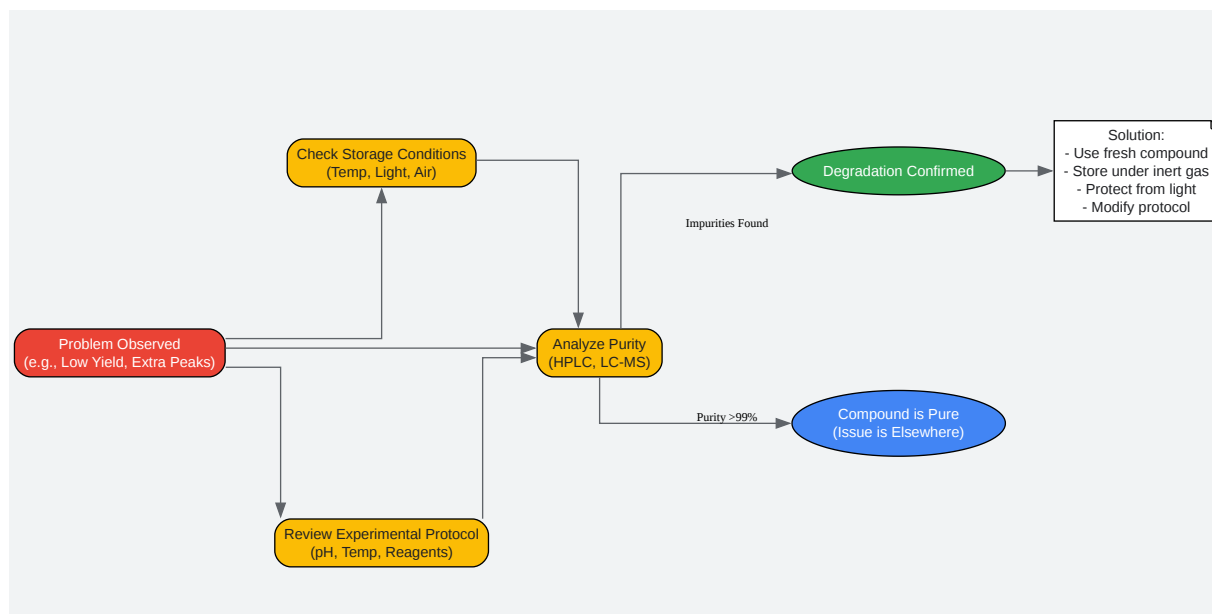 Check Storage Conditions
(Temp, Light, Air)
Problem Observed
(e.g., Low Yield, Extra Peaks)
Review Experimental Protocol
(pH, Temp, Reagents)
Analyze Purity
(HPLC, LC-MS)
Impurities Found
Purity >99%
Degradation Confirmed
Compound is Pure
(Issue is Elsewhere)
Solution:
- Use fresh compound
- Store under inert gas
- Protect from light
- Modify protocol